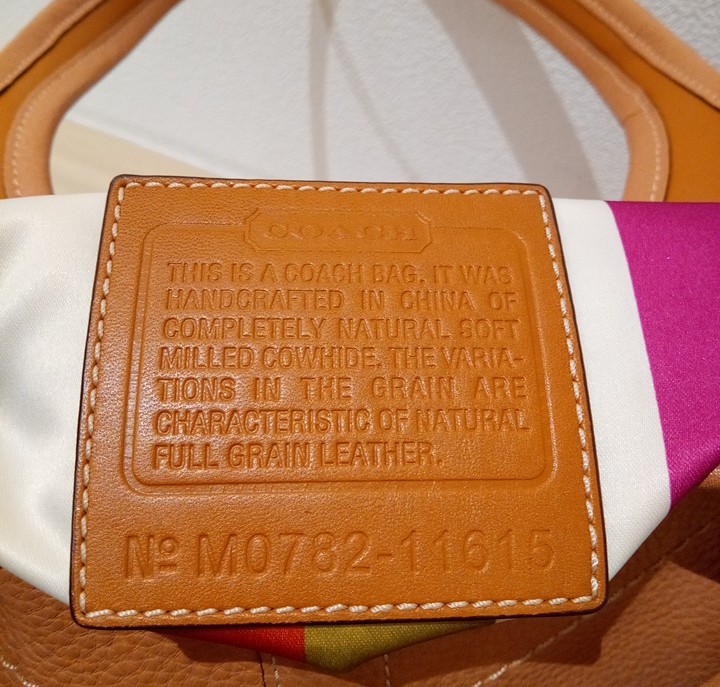 COACH
THIS IS A COACH BAG. IT WAS
HANDCRAFTED IN CHINA OF
COMPLETELY NATURAL SOFT
MILLED COWHIDE. THE VARIA-
TIONS IN THE GRAIN ARE
CHARACTERISTIC OF NATURAL
FULL GRAIN LEATHER.
Nº M0782-11615